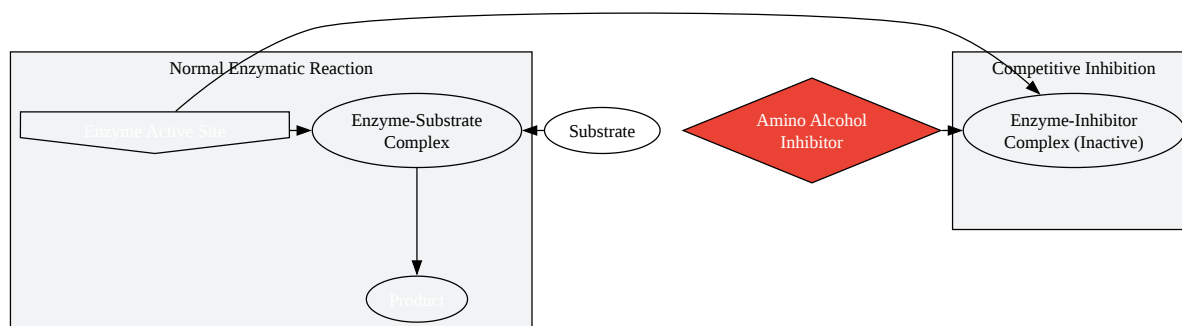 Normal Enzymatic Reaction
Competitive Inhibition
Enzyme Active Site
Enzyme-Substrate
Complex
Substrate
Amino Alcohol
Inhibitor
Enzyme-Inhibitor
Complex (Inactive)
Product